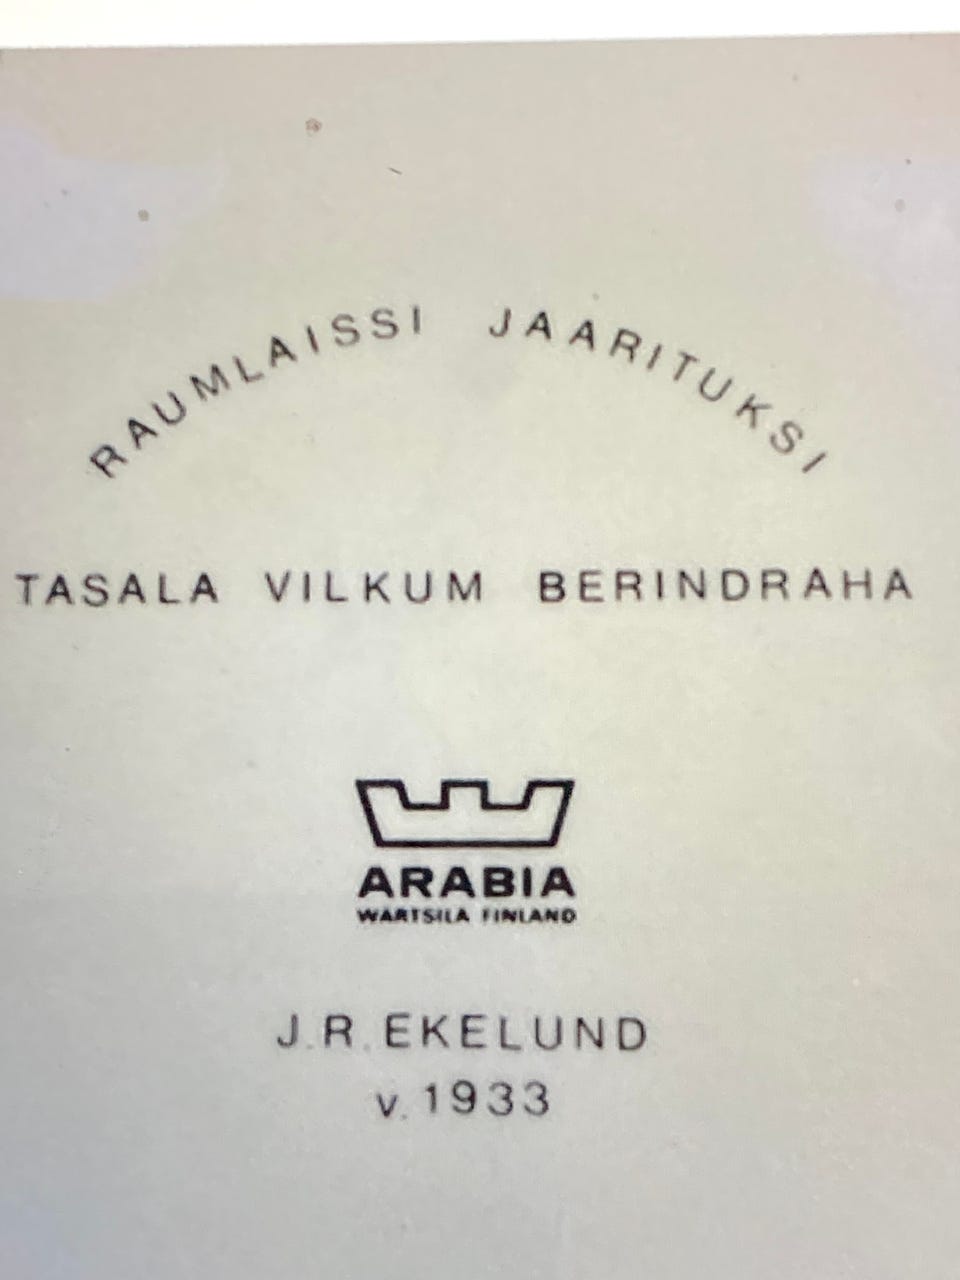 RAUMLAISSI JAARITUKSI
TASALA VILKUM BERINDRAHA
ARABIA
WARTSILA FINLAND
J.R.EKELUND
v.1933